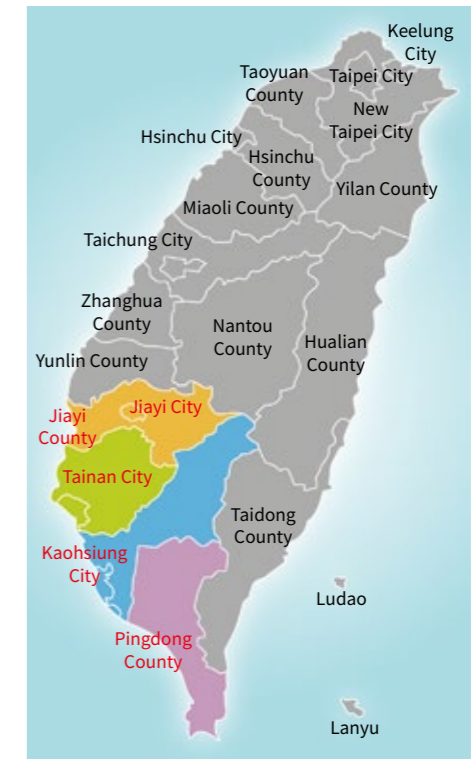 Keelung
City
Taoyuan
County
Taipei City
New
Taipei City
Hsinchu City
Hsinchu
County
Yilan County
Miaoli County
Taichung City
Zhanghua
County
Nantou
County
Hualian
County
Yunlin County
Jiayi City
Jiayi
County
Tainan City
Taidong
County
Kaohsiung
City
Ludao
Pingdong
County
Lanyu